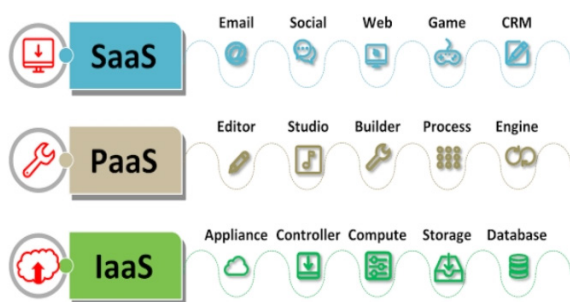 Email Social Web Game CRM
SaaS
Editor Studio Builder Process Engine
PaaS
Appliance Controller Compute Storage Database
IaaS